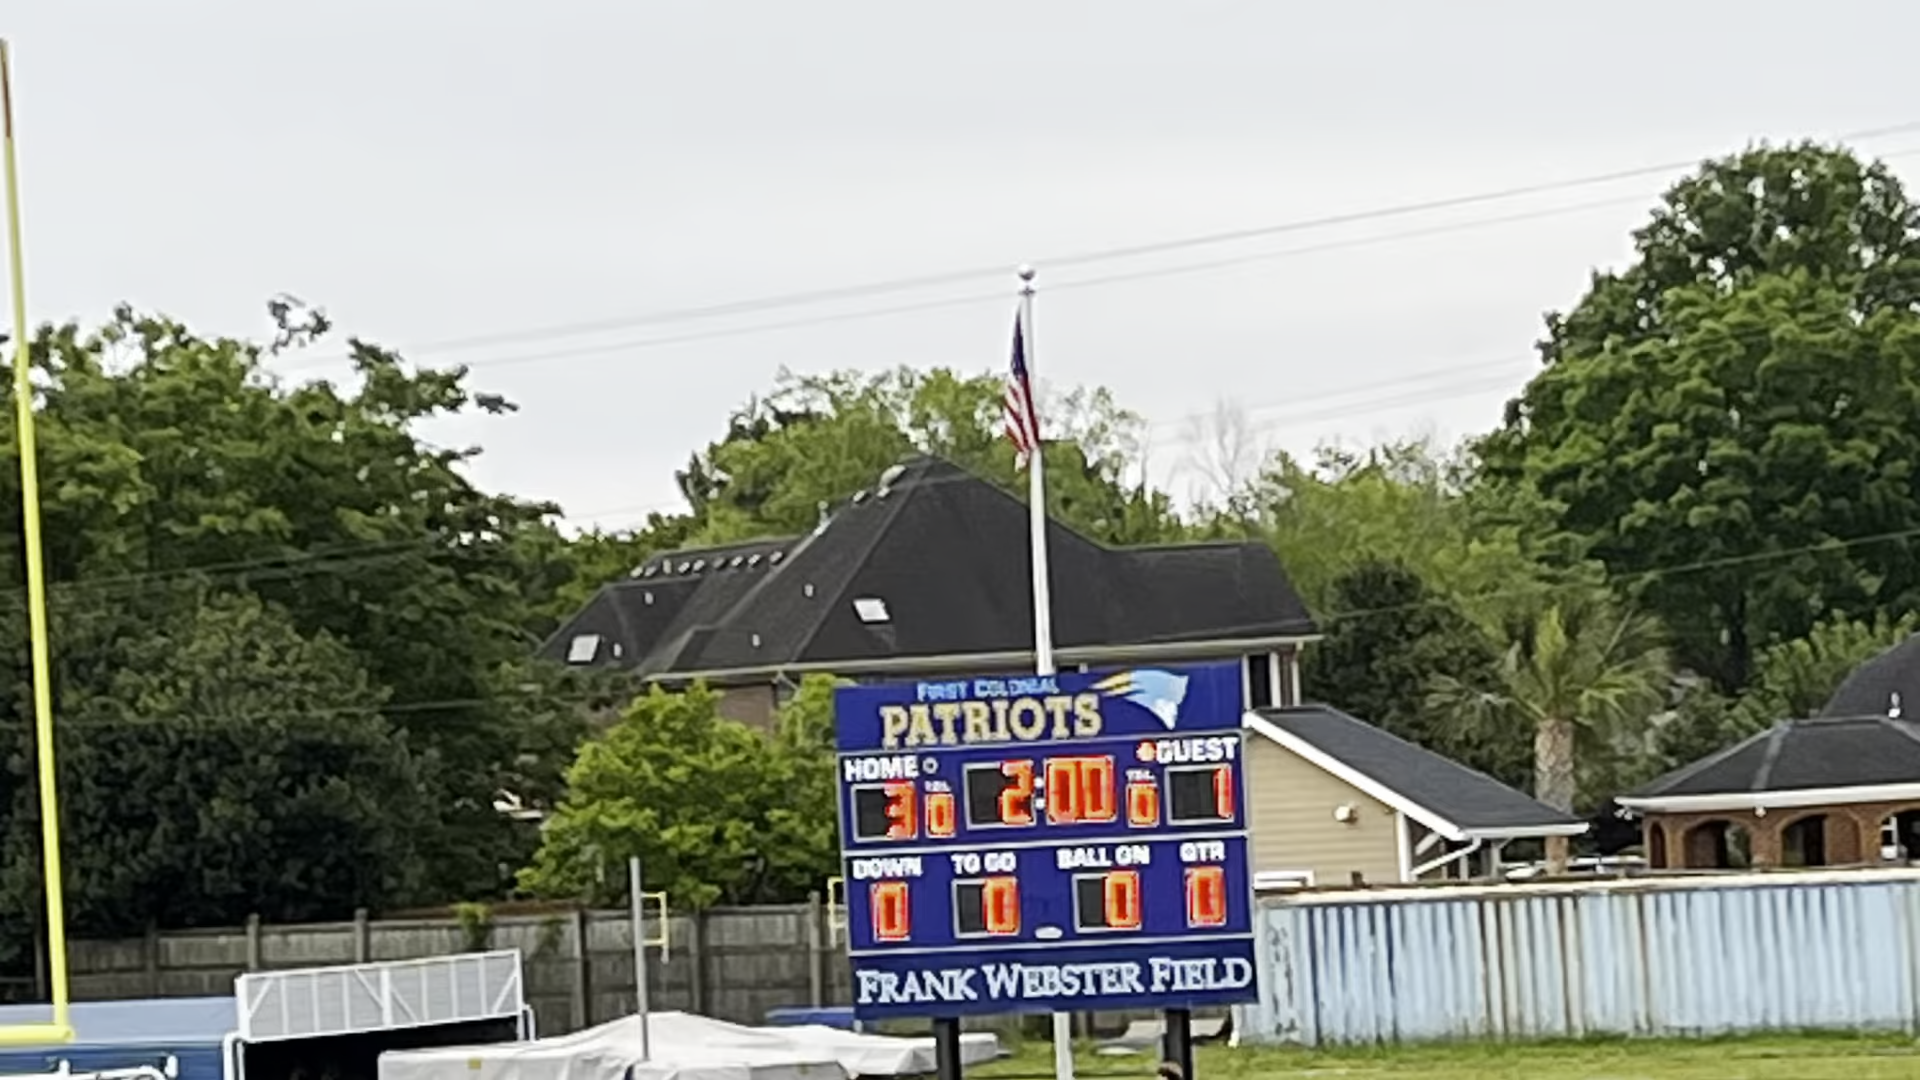 FIRST COLONIAL
PATRIOTS
HOME GUEST
3 0 2:00 0 1
DOWN TO GO BALL ON QTR
0 0 0 0
FRANK WEBSTER FIELD